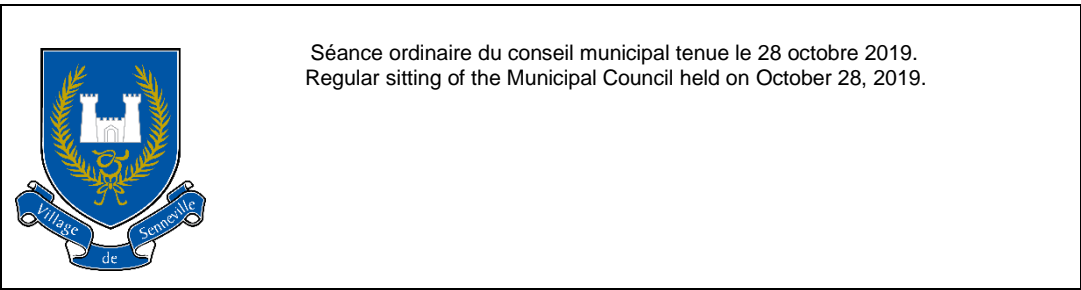 Séance ordinaire du conseil municipal tenue le 28 octobre 2019.
Regular sitting of the Municipal Council held on October 28, 2019.
Village
de
Senneville